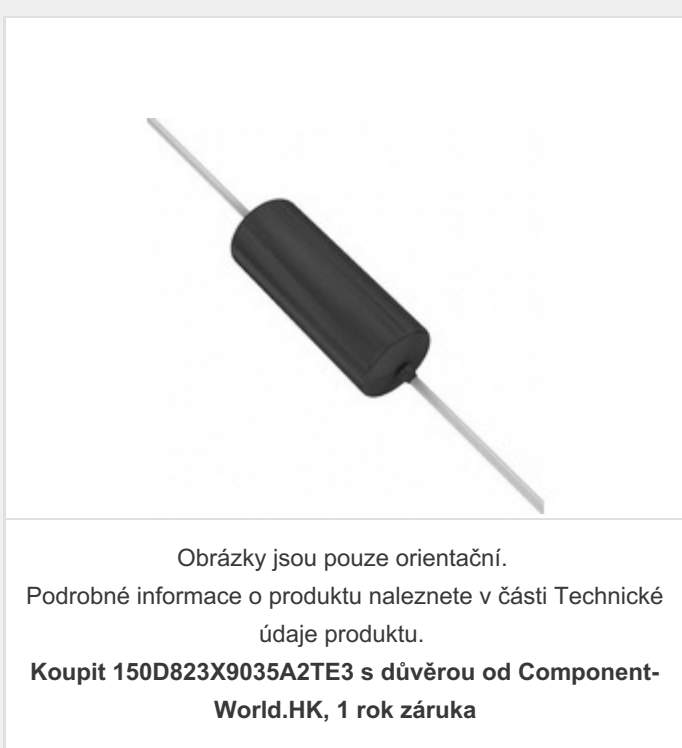 Obrázky jsou pouze orientační.
Podrobné informace o produktu naleznete v části Technické
údaje produktu.
Koupit 150D823X9035A2TE3 s důvěrou od Component-
World.HK, 1 rok záruka